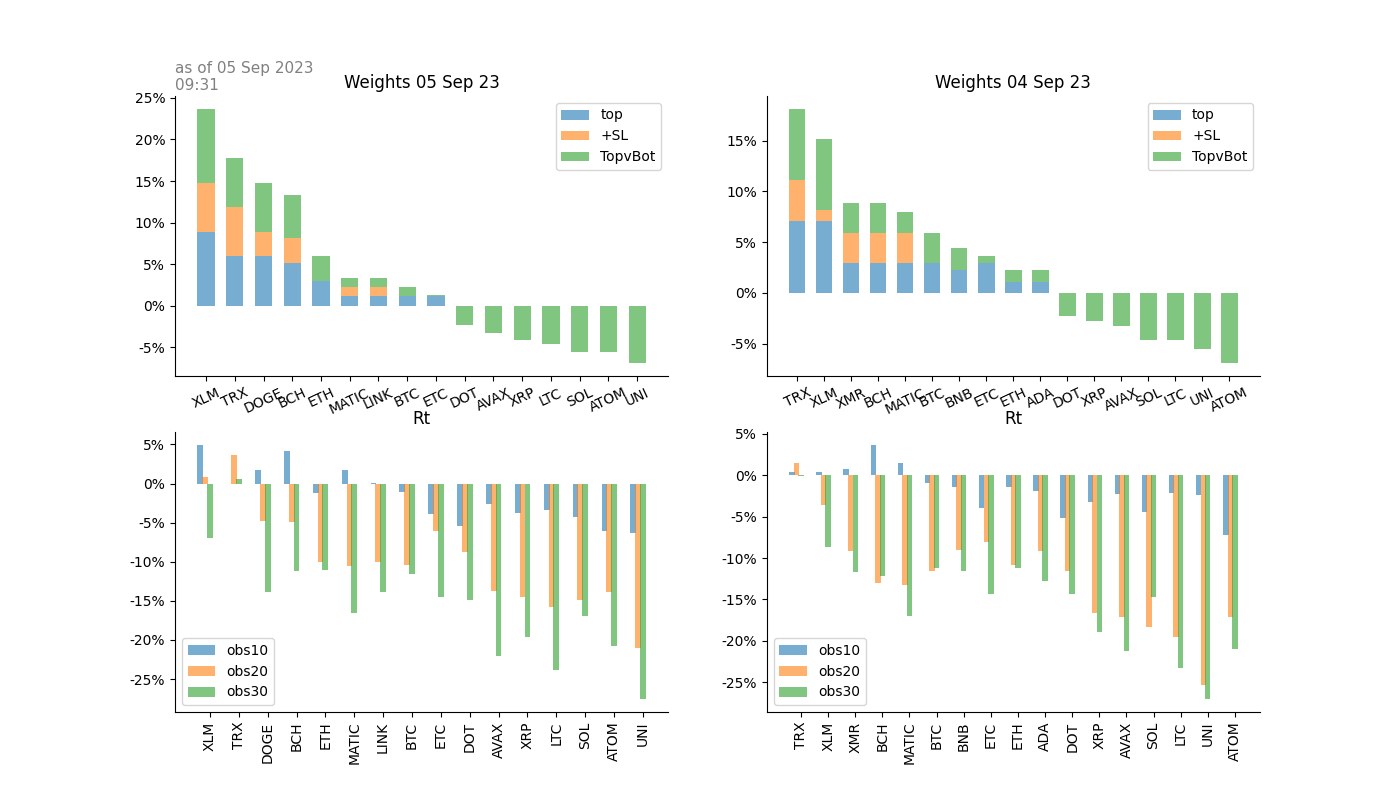 as of 05 Sep 2023
09:31
Weights 05 Sep 23
25%
20%
15%
10%
5%
0%
-5%
top
+SL
TopvBot
XLM TRX DOGE BCH ETH MATIC LINK BTC ETC DOT AVAX XRP LTC SOL ATOM UNI
Weights 04 Sep 23
15%
10%
5%
0%
-5%
top
+SL
TopvBot
TRX XLM XMR BCH MATIC BTC BNB ETC ETH ADA DOT XRP AVAX SOL LTC UNI ATOM
Rt
5%
0%
-5%
-10%
-15%
-20%
-25%
obs10
obs20
obs30
XLM TRX DOGE BCH ETH MATIC LINK BTC ETC DOT AVAX XRP LTC SOL ATOM UNI
Rt
5%
0%
-5%
-10%
-15%
-20%
-25%
obs10
obs20
obs30
TRX XLM XMR BCH MATIC BTC BNB ETC ETH ADA DOT XRP AVAX SOL LTC UNI ATOM